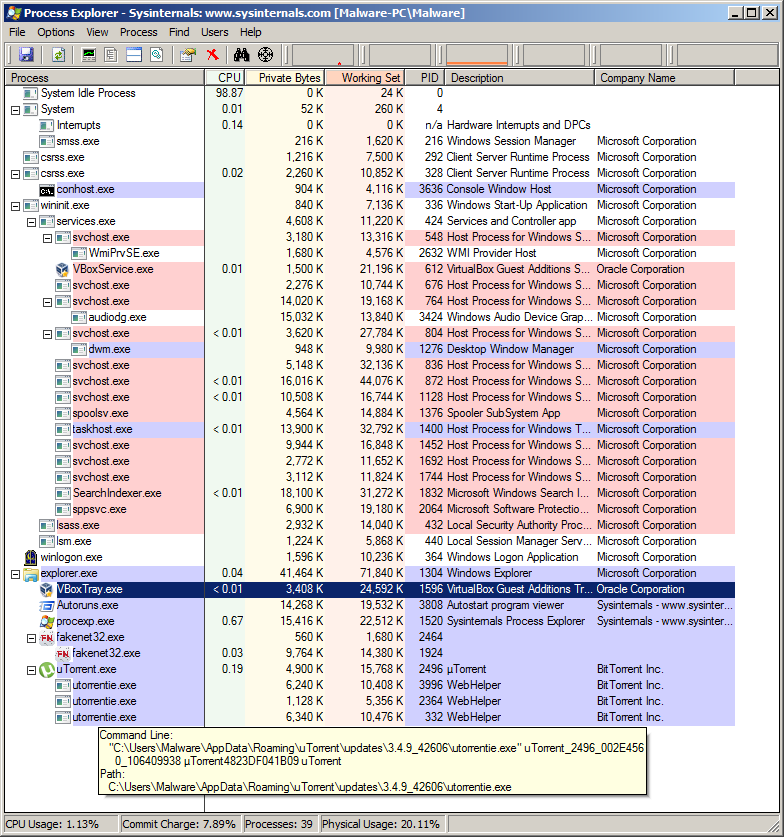 Process Explorer - Sysinternals: www.sysinternals.com [Malware-PC\Malware]
File Options View Process Find Users Help
Process CPU Private Bytes Working Set PID Description Company Name
System Idle Process 98.87 0 K 24 K 0
System 0.01 52 K 260 K 4
Interrupts 0.14 0 K 0 K n/a Hardware Interrupts and DPCs
smss.exe 216 K 1,620 K 216 Windows Session Manager Microsoft Corporation
csrss.exe 1,216 K 7,500 K 292 Client Server Runtime Process Microsoft Corporation
csrss.exe 0.02 2,260 K 10,852 K 328 Client Server Runtime Process Microsoft Corporation
conhost.exe 904 K 4,116 K 3636 Console Window Host Microsoft Corporation
wininit.exe 840 K 7,136 K 336 Windows Start-Up Application Microsoft Corporation
services.exe 4,608 K 11,220 K 424 Services and Controller app Microsoft Corporation
svchost.exe 3,180 K 13,316 K 548 Host Process for Windows S... Microsoft Corporation
WmiPrvSE.exe 1,680 K 4,576 K 2632 WMI Provider Host Microsoft Corporation
VBoxService.exe 0.01 1,500 K 21,196 K 612 VirtualBox Guest Additions S... Oracle Corporation
svchost.exe 2,276 K 10,744 K 676 Host Process for Windows S... Microsoft Corporation
svchost.exe 14,020 K 19,168 K 764 Host Process for Windows S... Microsoft Corporation
audiodg.exe 15,032 K 13,840 K 3424 Windows Audio Device Grap... Microsoft Corporation
svchost.exe < 0.01 3,620 K 27,784 K 804 Host Process for Windows S... Microsoft Corporation
dwm.exe 948 K 9,980 K 1276 Desktop Window Manager Microsoft Corporation
svchost.exe 5,148 K 32,136 K 836 Host Process for Windows S... Microsoft Corporation
svchost.exe < 0.01 16,016 K 44,076 K 872 Host Process for Windows S... Microsoft Corporation
svchost.exe < 0.01 10,508 K 16,744 K 1128 Host Process for Windows S... Microsoft Corporation
spoolsv.exe 4,564 K 14,884 K 1376 Spooler SubSystem App Microsoft Corporation
taskhost.exe < 0.01 13,900 K 32,792 K 1400 Host Process for Windows T... Microsoft Corporation
svchost.exe 9,944 K 16,848 K 1452 Host Process for Windows S... Microsoft Corporation
svchost.exe 2,772 K 11,652 K 1692 Host Process for Windows S... Microsoft Corporation
svchost.exe 3,112 K 11,824 K 1744 Host Process for Windows S... Microsoft Corporation
SearchIndexer.exe < 0.01 18,100 K 31,272 K 1832 Microsoft Windows Search I... Microsoft Corporation
sppsvc.exe 6,900 K 19,180 K 2064 Microsoft Software Protectio... Microsoft Corporation
lsass.exe 2,932 K 14,040 K 432 Local Security Authority Proc... Microsoft Corporation
lsm.exe 1,224 K 5,868 K 440 Local Session Manager Serv... Microsoft Corporation
winlogon.exe 1,596 K 10,236 K 364 Windows Logon Application Microsoft Corporation
explorer.exe 0.04 41,464 K 71,840 K 1304 Windows Explorer Microsoft Corporation
VBoxTray.exe < 0.01 3,408 K 24,592 K 1596 VirtualBox Guest Additions Tr... Oracle Corporation
Autoruns.exe 14,268 K 19,532 K 3808 Autostart program viewer Sysinternals - www.sysinter...
procexp.exe 0.67 15,416 K 22,512 K 1520 Sysinternals Process Explorer Sysinternals - www.sysinter...
fakenet32.exe 560 K 1,680 K 2464
fakenet32.exe 0.03 9,764 K 14,380 K 1924
uTorrent.exe 0.19 4,900 K 15,768 K 2496 µTorrent BitTorrent Inc.
utorrentie.exe 6,240 K 10,408 K 3996 WebHelper BitTorrent Inc.
utorrentie.exe 1,128 K 5,356 K 2364 WebHelper BitTorrent Inc.
utorrentie.exe 6,340 K 10,476 K 332 WebHelper BitTorrent Inc.
Command Line:
"C:\Users\Malware\AppData\Roaming\uTorrent\updates\3.4.9_42606\utorrentie.exe" uTorrent_2496_002E456
0_106409938 µTorrent4823DF041B09 uTorrent
Path:
C:\Users\Malware\AppData\Roaming\uTorrent\updates\3.4.9_42606\utorrentie.exe
CPU Usage: 1.13% Commit Charge: 7.89% Processes: 39 Physical Usage: 20.11%